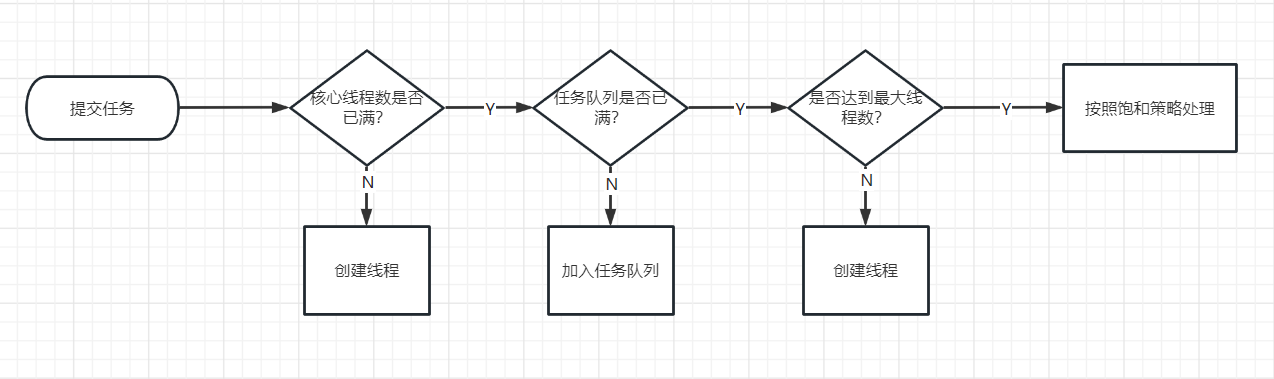 提交任务
核心线程数是否
已满?
Y
任务队列是否已
满?
Y
是否达到最大线
程数?
Y
按照饱和策略处理
N
N
N
创建线程
加入任务队列
创建线程